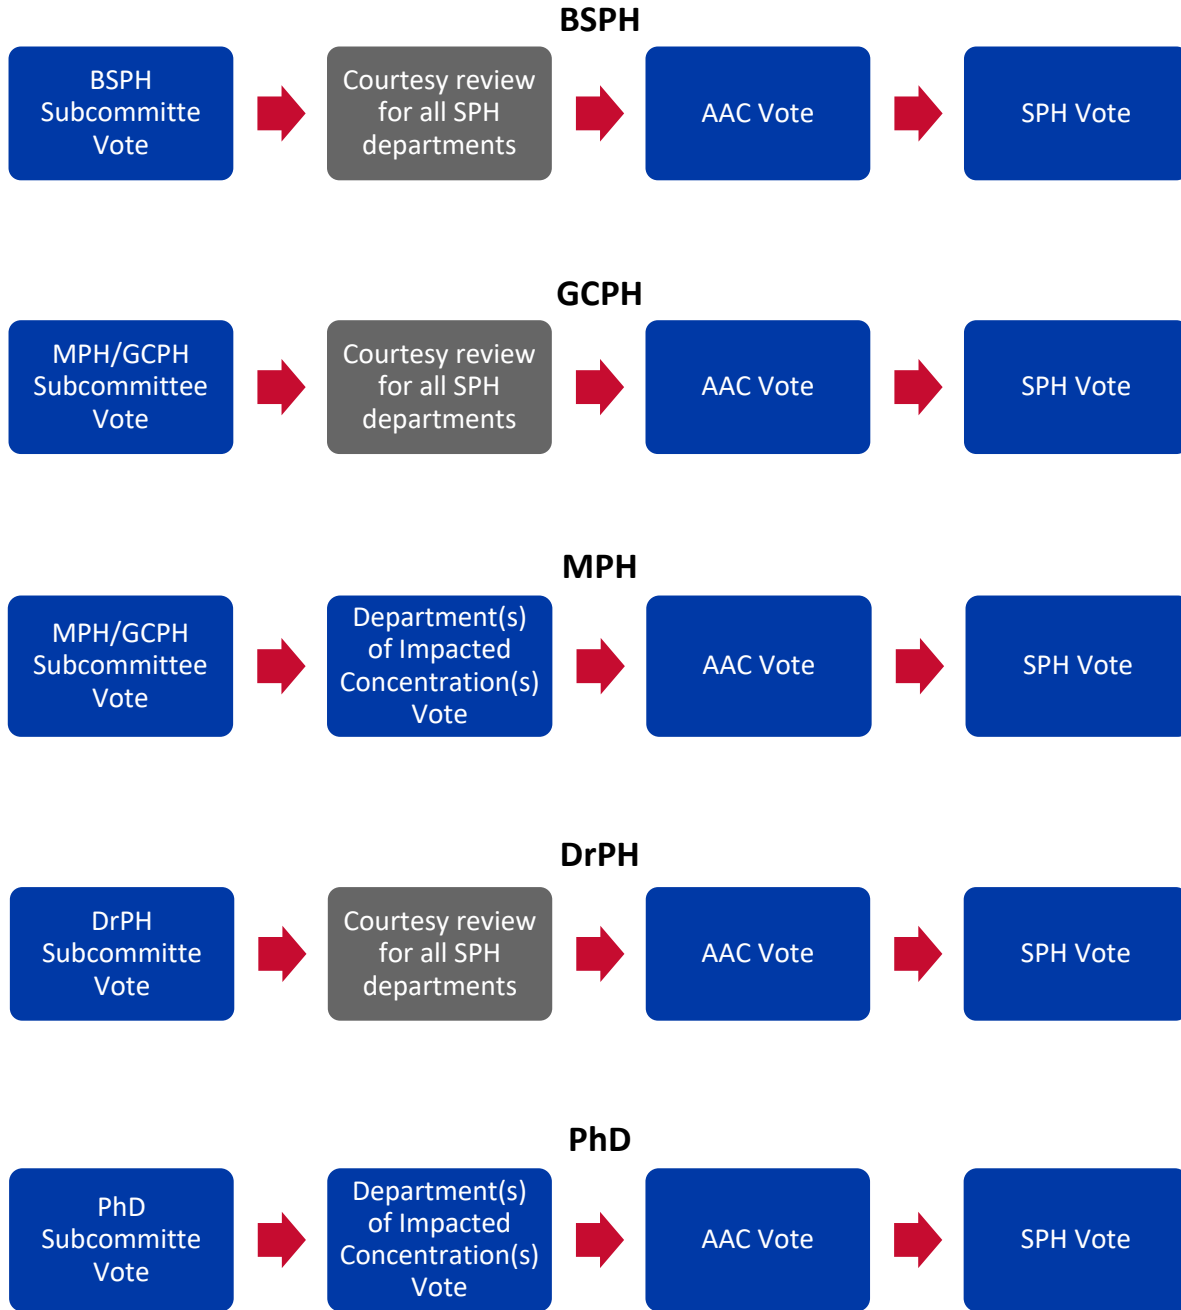 BSPH
BSPH
Subcommitte
Vote
Courtesy review
for all SPH
departments
AAC Vote
SPH Vote
GCPH
MPH/GCPH
Subcommittee
Vote
Courtesy review
for all SPH
departments
AAC Vote
SPH Vote
MPH
MPH/GCPH
Subcommittee
Vote
Department(s)
of Impacted
Concentration(s)
Vote
AAC Vote
SPH Vote
DrPH
DrPH
Subcommitte
Vote
Courtesy review
for all SPH
departments
AAC Vote
SPH Vote
PhD
PhD
Subcommitte
Vote
Department(s)
of Impacted
Concentration(s)
Vote
AAC Vote
SPH Vote